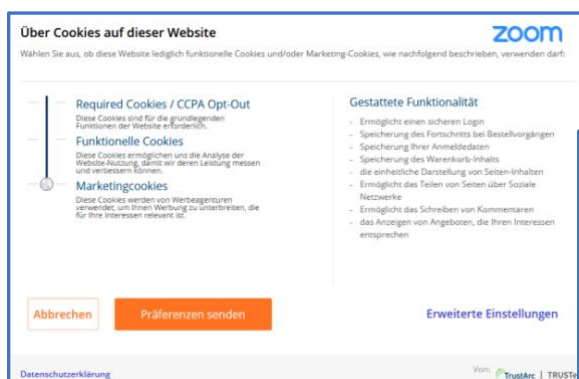 Über Cookies auf dieser Website
zoom
Wählen Sie aus, ob diese Website lediglich funktionelle Cookies und/oder Marketing-Cookies, wie nachfolgend beschrieben, verwenden darf:
Required Cookies / CCPA Opt-Out
Diese Cookies sind für die grundlegenden
Funktionen der Website erforderlich.
Funktionelle Cookies
Diese Cookies ermöglichen uns die Analyse der
Website-Nutzung, damit wir deren Leistung messen
und verbessern können.
Marketingcookies
Diese Cookies werden von Werbeagenturen
verwendet, um Ihnen Werbung zu unterbreiten, die
für Ihre Interessen relevant ist.
Gestattete Funktionalität
- Ermöglicht einen sicheren Login
- Speicherung des Fortschritts bei Bestellvorgängen
- Speicherung Ihrer Anmeldedaten
- Speicherung des Warenkorb-Inhalts
- die einheitliche Darstellung von Seiten-Inhalten
- Ermöglicht das Teilen von Seiten über Soziale
Netzwerke
- Ermöglicht das Schreiben von Kommentaren
- das Anzeigen von Angeboten, die Ihren Interessen
entsprechen
Abbrechen
Präferenzen senden
Erweiterte Einstellungen
Datenschutzerklärung
Von: TrustArc | TRUSTe